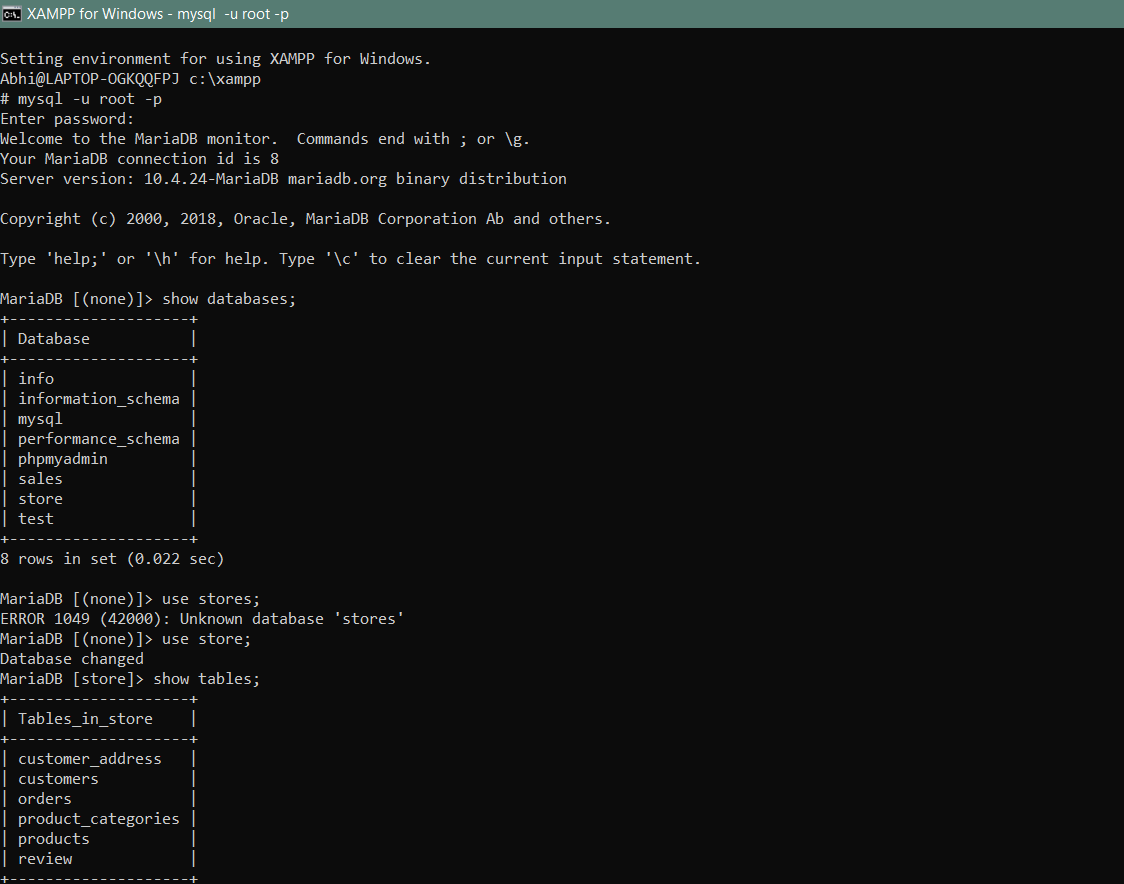 XAMPP for Windows - mysql  -u root -p
Setting environment for using XAMPP for Windows.
Abhi@LAPTOP-OGKQQFPJ c:\xampp
# mysql -u root -p
Enter password:
Welcome to the MariaDB monitor.  Commands end with ; or \g.
Your MariaDB connection id is 8
Server version: 10.4.24-MariaDB mariadb.org binary distribution
Copyright (c) 2000, 2018, Oracle, MariaDB Corporation Ab and others.
Type 'help;' or '\h' for help. Type '\c' to clear the current input statement.
MariaDB [(none)]> show databases;
+--------------------+
| Database           |
+--------------------+
| info               |
| information_schema |
| mysql              |
| performance_schema |
| phpmyadmin         |
| sales              |
| store              |
| test               |
+--------------------+
8 rows in set (0.022 sec)
MariaDB [(none)]> use stores;
ERROR 1049 (42000): Unknown database 'stores'
MariaDB [(none)]> use store;
Database changed
MariaDB [store]> show tables;
+--------------------+
| Tables_in_store    |
+--------------------+
| customer_address   |
| customers          |
| orders             |
| product_categories |
| products           |
| review             |
+--------------------+